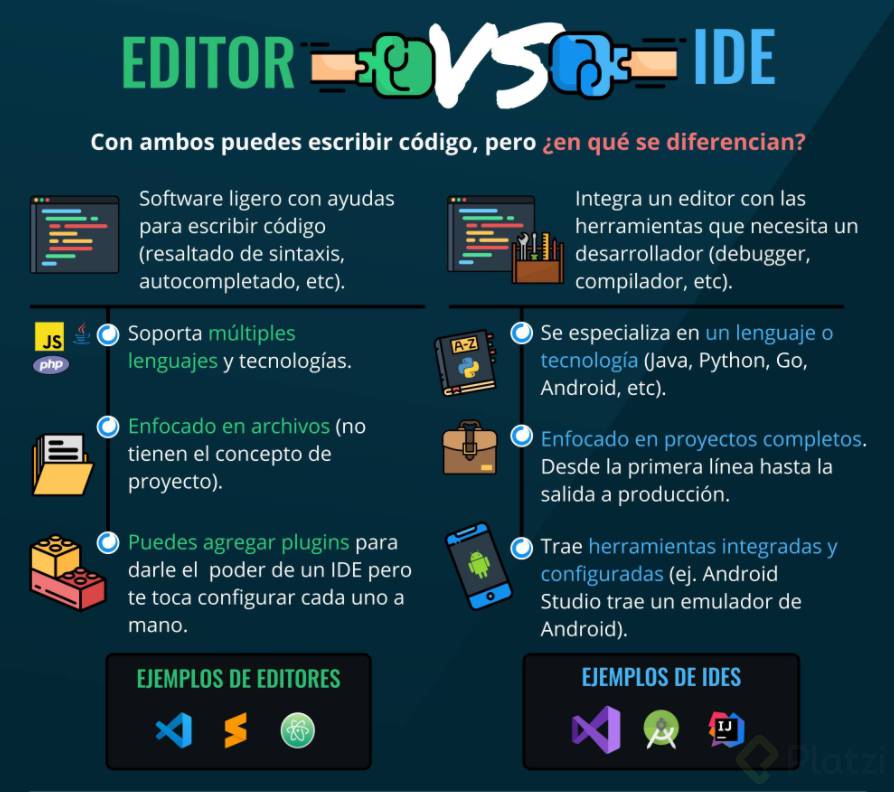 EDITOR VS IDE
Con ambos puedes escribir código, pero ¿en qué se diferencian?
Software ligero con ayudas
para escribir código
(resaltado de sintaxis,
autocompletado, etc).
JS
php
Soporta múltiples
lenguajes y tecnologías.
Enfocado en archivos (no
tienen el concepto de
proyecto).
Puedes agregar plugins para
darle el  poder de un IDE pero
te toca configurar cada uno a
mano.
EJEMPLOS DE EDITORES
Integra un editor con las
herramientas que necesita un
desarrollador (debugger,
compilador, etc).
A-Z
Se especializa en un lenguaje o
tecnología (Java, Python, Go,
Android, etc).
Enfocado en proyectos completos.
Desde la primera línea hasta la
salida a producción.
Trae herramientas integradas y
configuradas (ej. Android
Studio trae un emulador de
Android).
EJEMPLOS DE IDES
IJ
Platzi